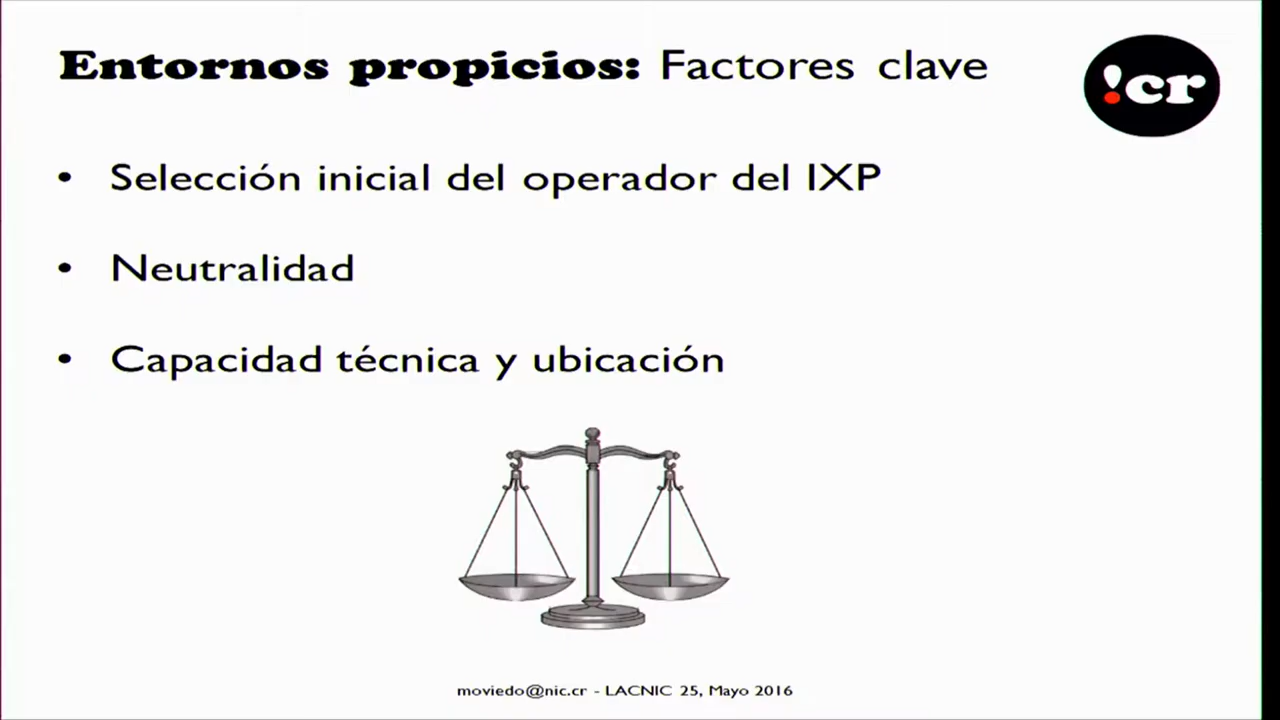 Entornos propicios: Factores clave
!cr
• Selección inicial del operador del IXP
• Neutralidad
• Capacidad técnica y ubicación
moviedo@nic.cr - LACNIC 25, Mayo 2016